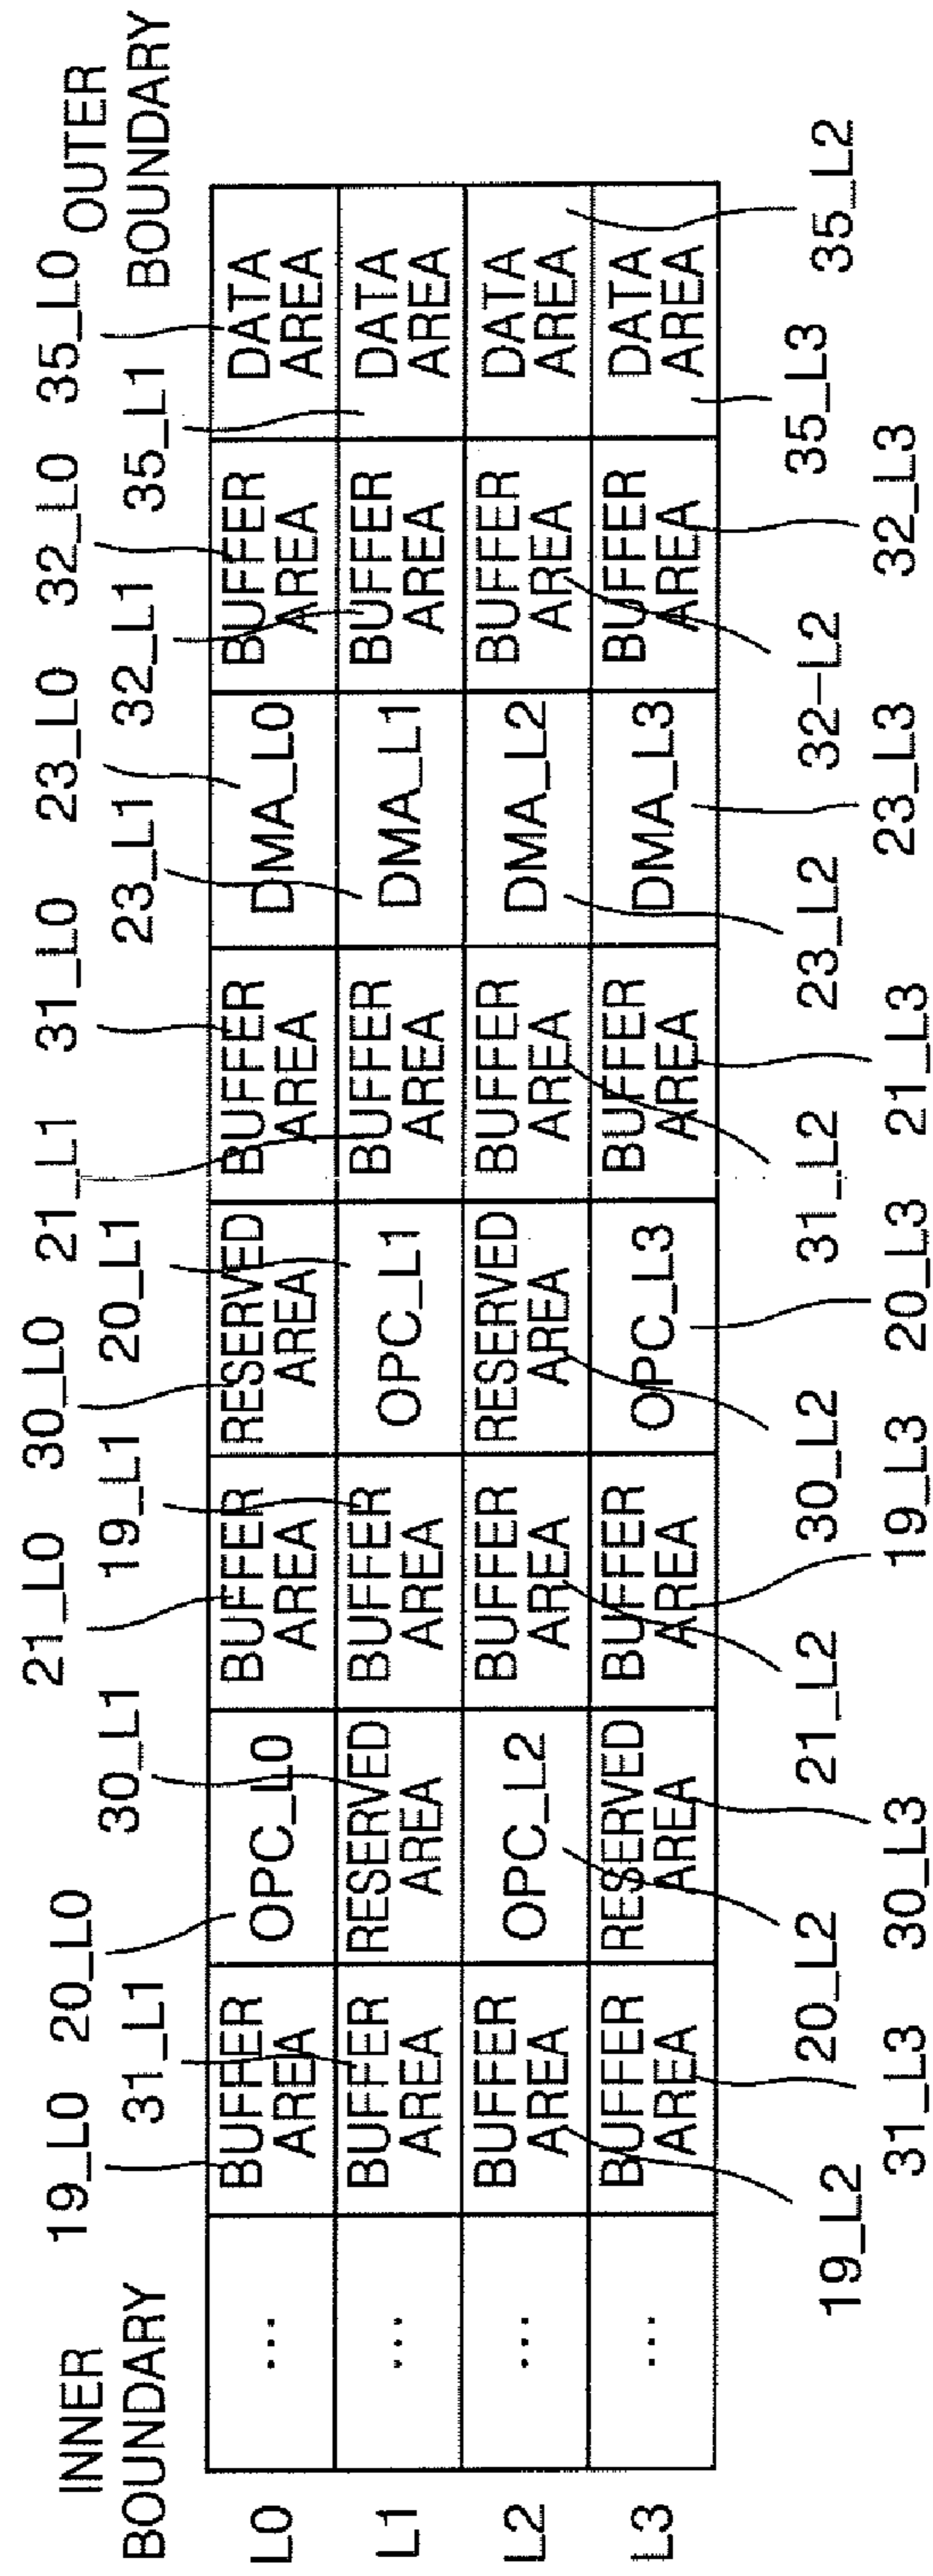 INNER BOUNDARY
OUTER BOUNDARY
19_L0 20_L0 21_L0 30_L0 31_L0 23_L0 32_L0 35_L0
31_L1 30_L1 19_L1 20_L1 21_L1 23_L1 32_L1 35_L1
L0 ... BUFFER AREA OPC_L0 BUFFER AREA RESERVED AREA BUFFER AREA DMA_L0 BUFFER AREA DATA AREA
L1 ... BUFFER AREA RESERVED AREA BUFFER AREA OPC_L1 BUFFER AREA DMA_L1 BUFFER AREA DATA AREA
L2 ... BUFFER AREA OPC_L2 BUFFER AREA RESERVED AREA BUFFER AREA DMA_L2 BUFFER AREA DATA AREA
L3 ... BUFFER AREA RESERVED AREA BUFFER AREA OPC_L3 BUFFER AREA DMA_L3 BUFFER AREA DATA AREA
19_L2 20_L2 21_L2 30_L2 31_L2 23_L2 32-L2 35_L3 35_L2
31_L3 30_L3 19_L3 20_L3 21_L3 23_L3 32_L3